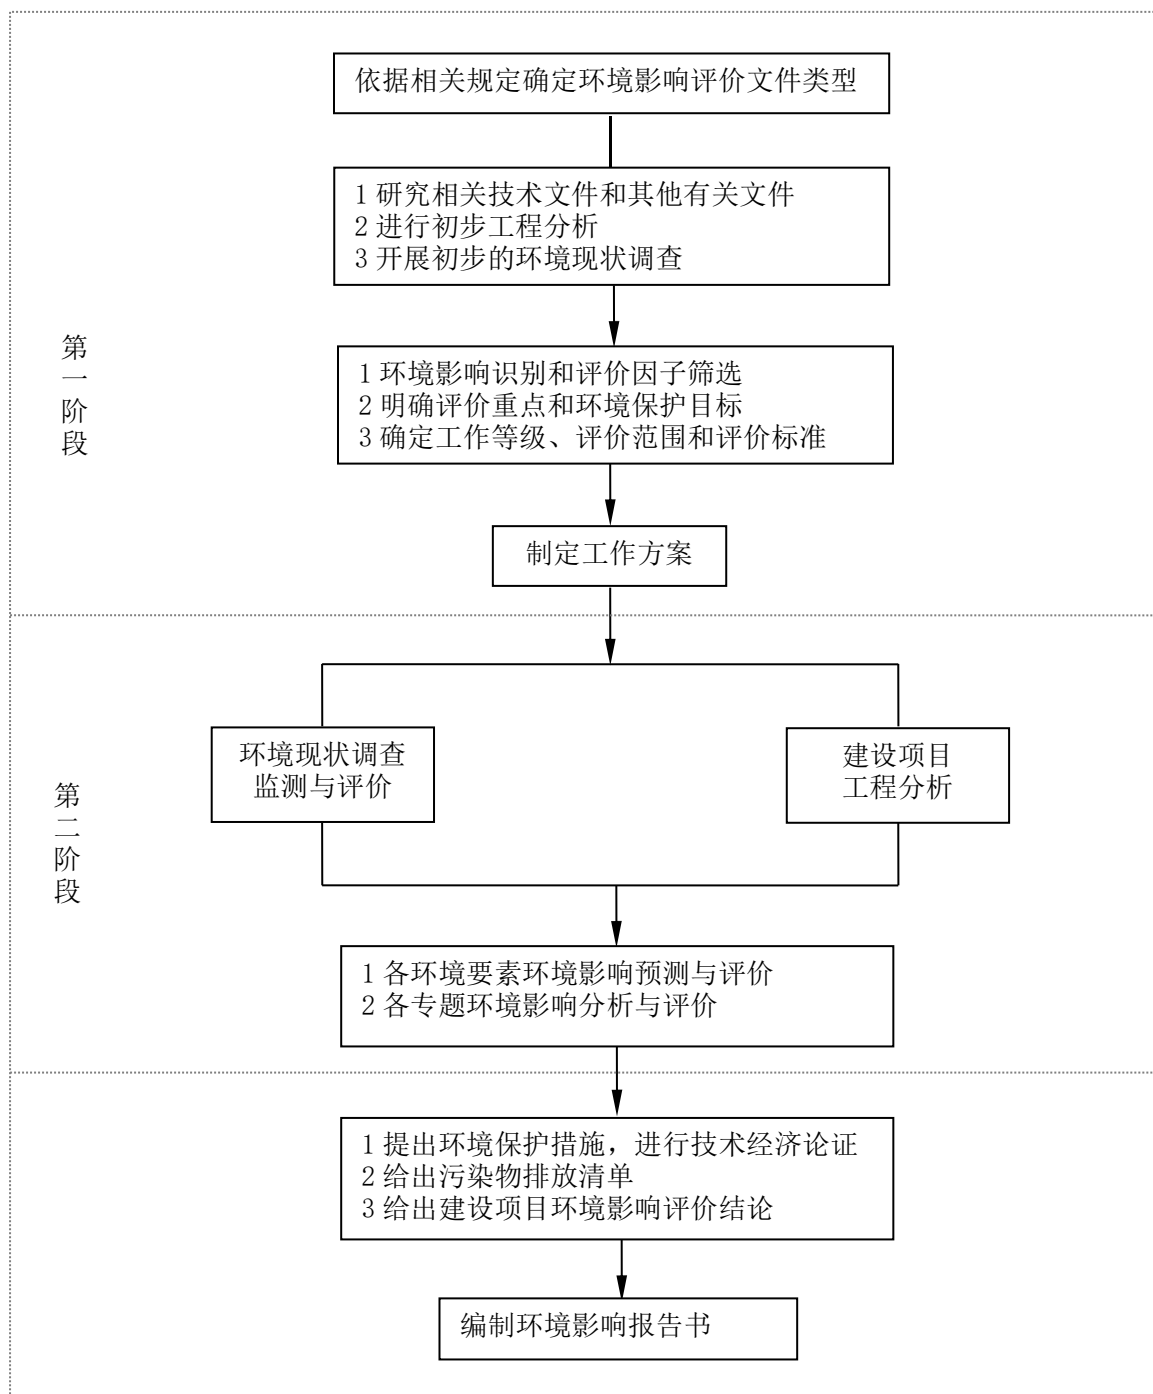 依据相关规定确定环境影响评价文件类型
1 研究相关技术文件和其他有关文件
2 进行初步工程分析
3 开展初步的环境现状调查
第一阶段
1 环境影响识别和评价因子筛选
2 明确评价重点和环境保护目标
3 确定工作等级、评价范围和评价标准
制定工作方案
环境现状调查
监测与评价
建设项目
工程分析
第二阶段
1 各环境要素环境影响预测与评价
2 各专题环境影响分析与评价
1 提出环境保护措施，进行技术经济论证
2 给出污染物排放清单
3 给出建设项目环境影响评价结论
编制环境影响报告书